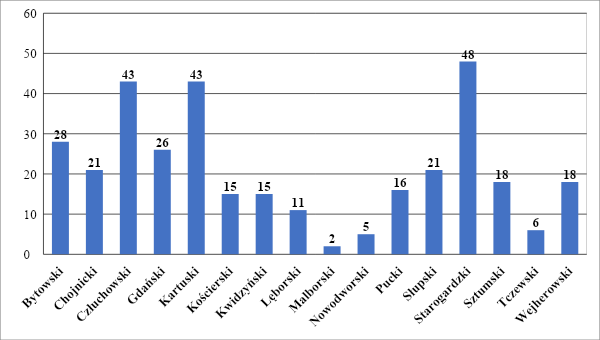 60
50
40
30
20
10
0
28
21
43
26
43
15
15
11
2
5
16
21
48
18
6
18
Bytowski
Chojnicki
Człuchowski
Gdański
Kartuski
Kościerski
Kwidzyński
Lęborski
Malborski
Nowodworski
Pucki
Słupski
Starogardzki
Sztumski
Tczewski
Wejherowski